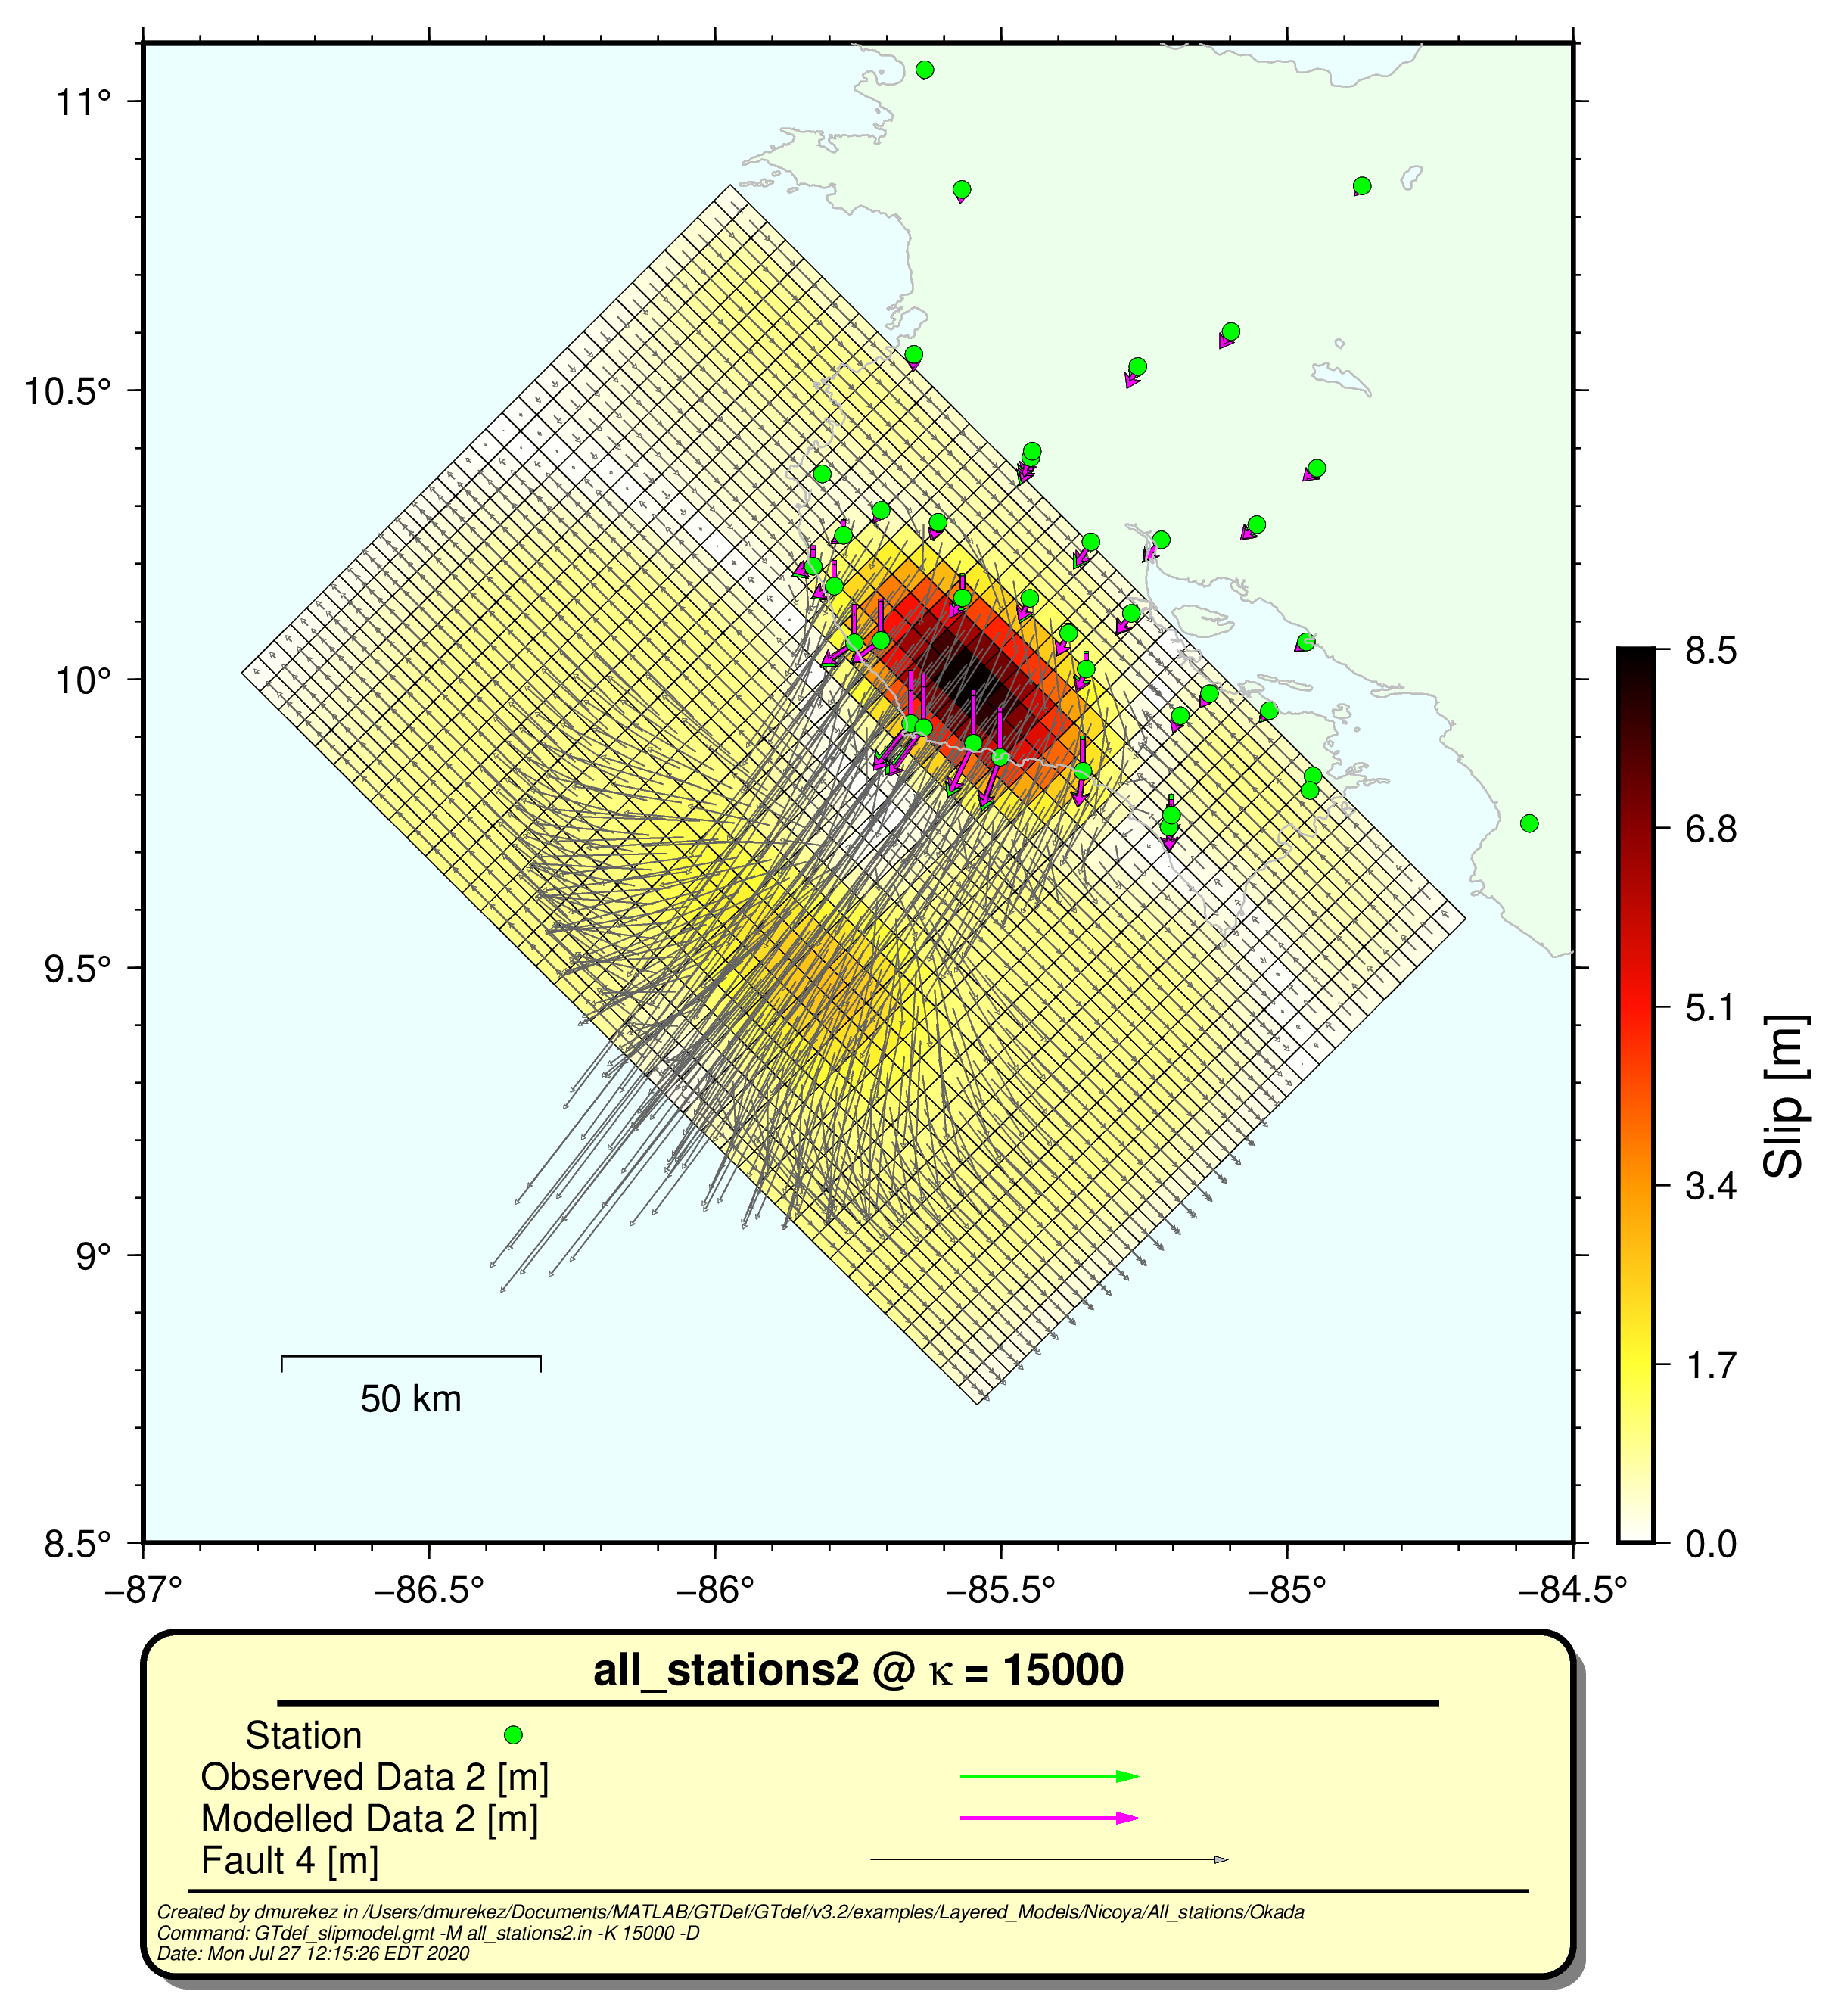 11°
10.5°
10°
9.5°
9°
8.5°
−87°
−86.5°
−86°
−85.5°
−85°
−84.5°
50 km
8.5
6.8
5.1
3.4
1.7
0.0
Slip [m]
all_stations2 @ κ = 15000
Station
Observed Data 2 [m]
Modelled Data 2 [m]
Fault 4 [m]
Created by dmurekez in /Users/dmurekez/Documents/MATLAB/GTDef/GTdef/v3.2/examples/Layered_Models/Nicoya/All_stations/Okada
Command: GTdef_slipmodel.gmt -M all_stations2.in -K 15000 -D
Date: Mon Jul 27 12:15:26 EDT 2020